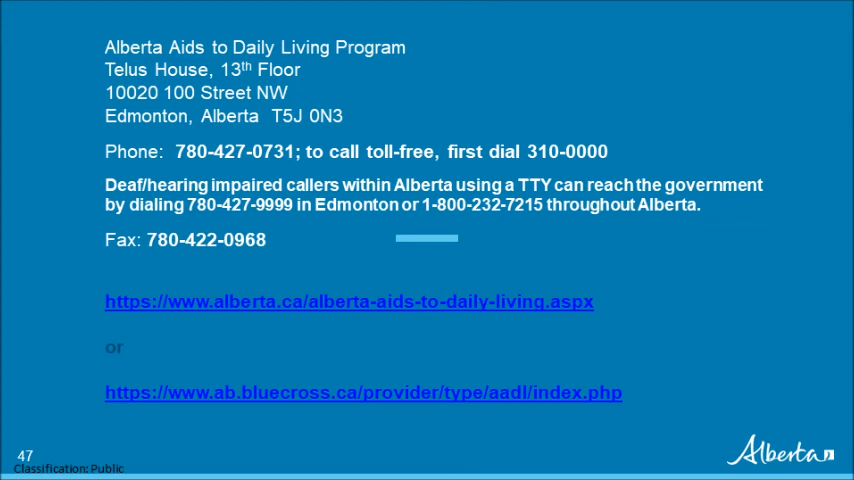 Alberta Aids to Daily Living Program
Telus House, 13th Floor
10020 100 Street NW
Edmonton, Alberta T5J 0N3
Phone: 780-427-0731; to call toll-free, first dial 310-0000
Deaf/hearing impaired callers within Alberta using a TTY can reach the government
by dialing 780-427-9999 in Edmonton or 1-800-232-7215 throughout Alberta.
Fax: 780-422-0968
https://www.alberta.ca/alberta-aids-to-daily-living.aspx
or
https://www.ab.bluecross.ca/provider/type/aadl/index.php
47
Classification: Public
Alberta